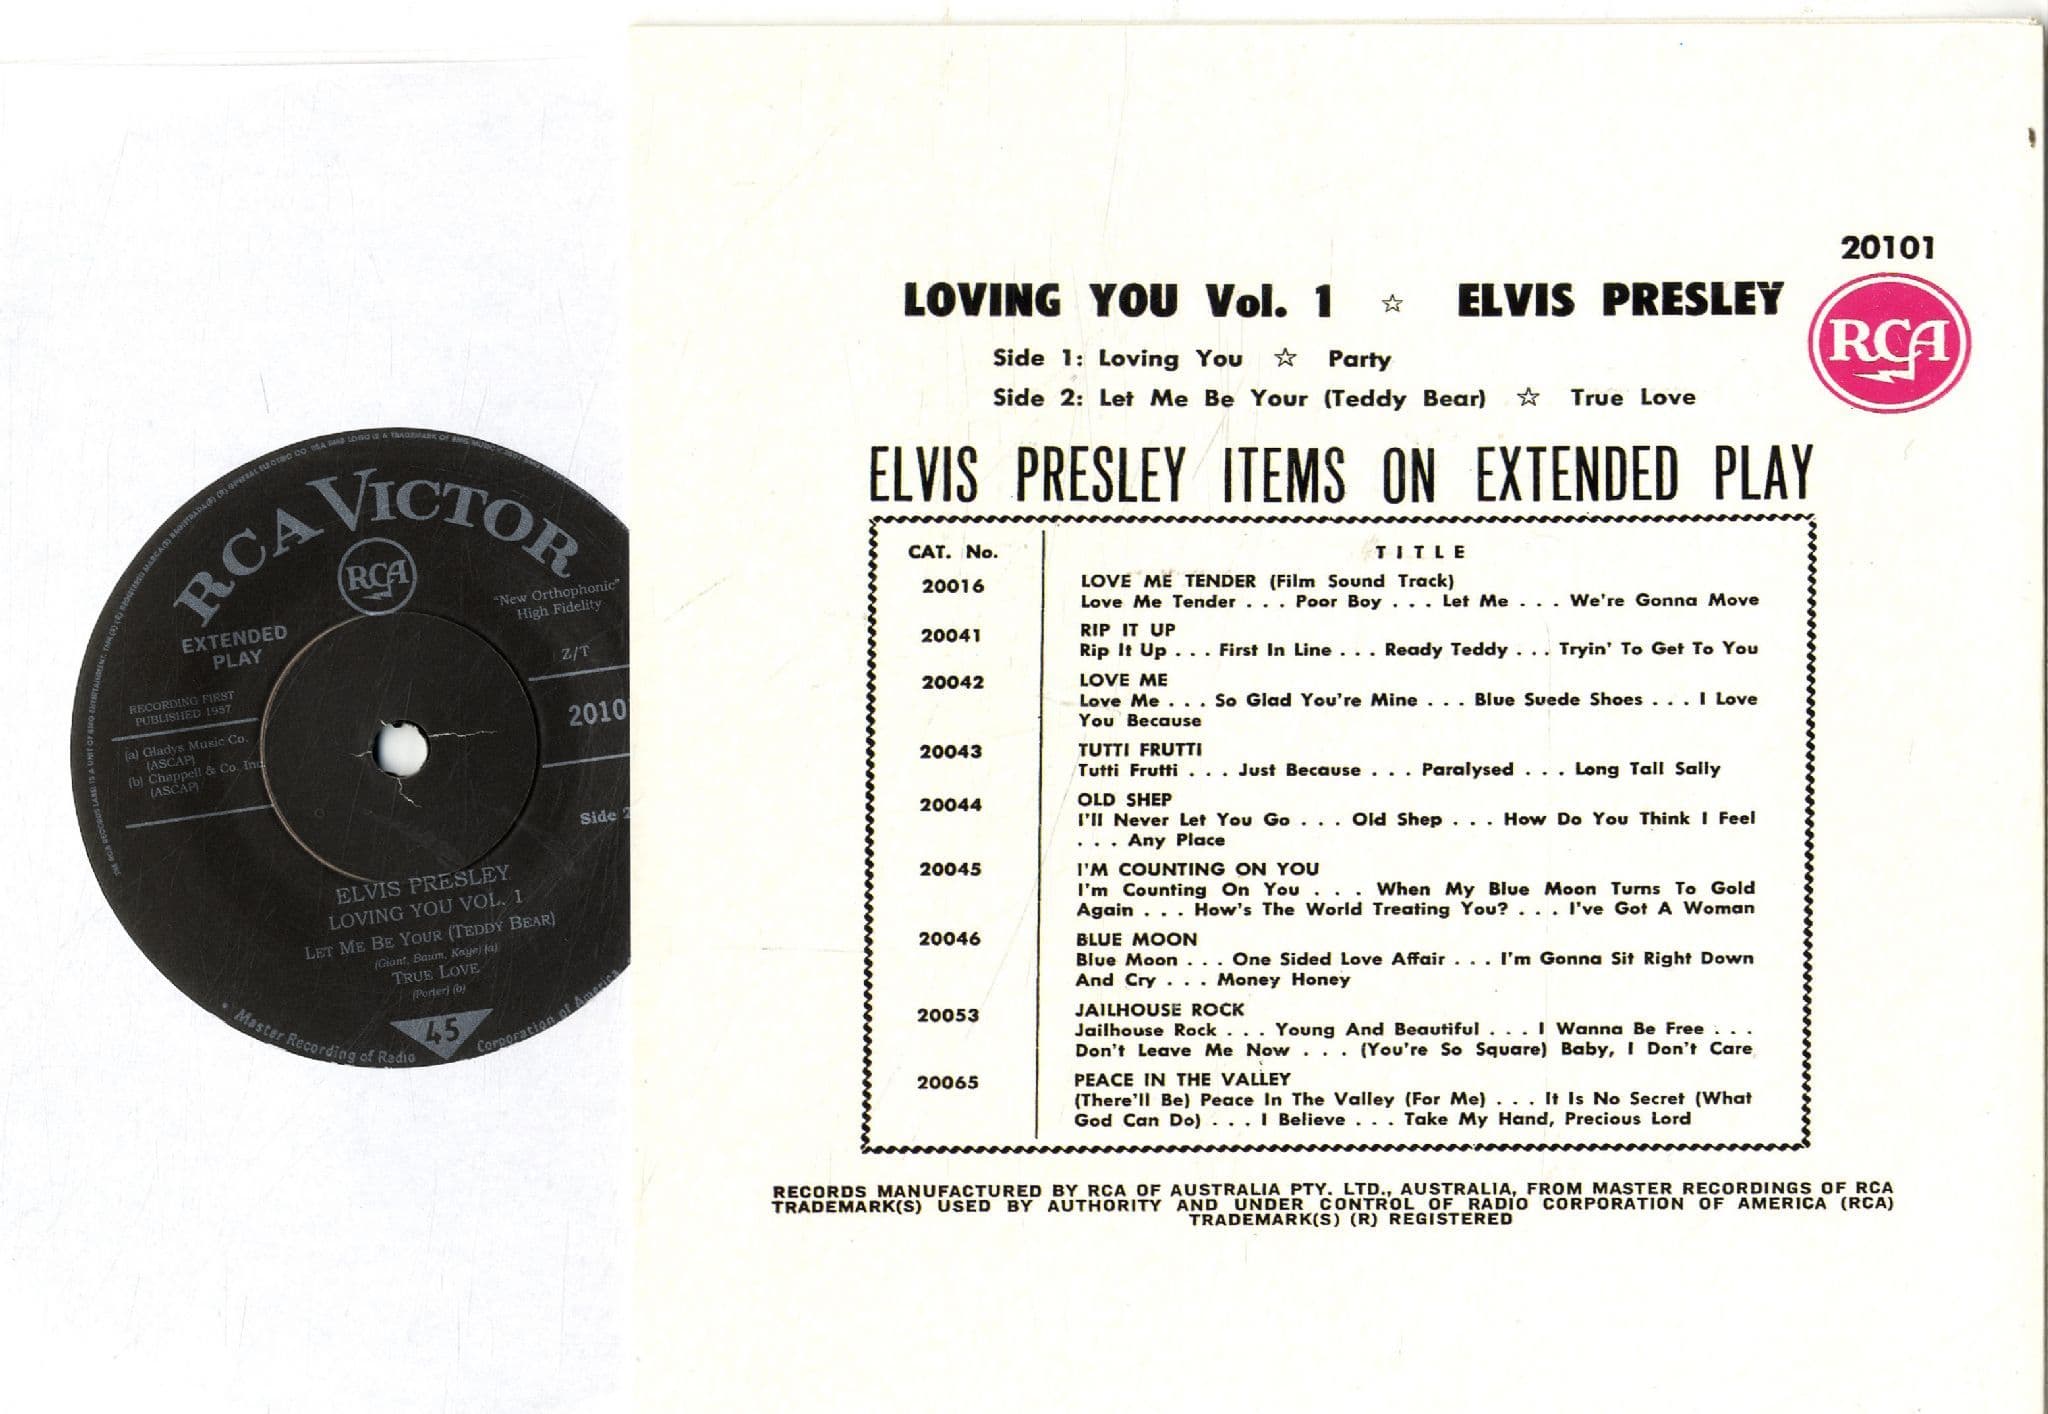 RCA VICTOR
RCA
"New Orthophonic"
High Fidelity
EXTENDED
PLAY
Z/T
RECORDING FIRST
PUBLISHED 1957
2010
(a) Gladys Music Co.
(ASCAP)
(b) Chappell & Co. Inc.
(ASCAP)
Side 2
ELVIS PRESLEY
LOVING YOU VOL. 1
LET ME BE YOUR (TEDDY BEAR)
(Giant, Baum, Kaye) (a)
TRUE LOVE
(Porter) (b)
45
Master Recording of Radio Corporation of America
20101
LOVING YOU Vol. 1 ☆ ELVIS PRESLEY
RCA
Side 1: Loving You ☆ Party
Side 2: Let Me Be Your (Teddy Bear) ☆ True Love
ELVIS PRESLEY ITEMS ON EXTENDED PLAY
CAT. No. TITLE
20016 LOVE ME TENDER (Film Sound Track)
Love Me Tender . . . Poor Boy . . . Let Me . . . We're Gonna Move
20041 RIP IT UP
Rip It Up . . . First In Line . . . Ready Teddy . . . Tryin' To Get To You
20042 LOVE ME
Love Me . . . So Glad You're Mine . . . Blue Suede Shoes . . . I Love
You Because
20043 TUTTI FRUTTI
Tutti Frutti . . . Just Because . . . Paralysed . . . Long Tall Sally
20044 OLD SHEP
I'll Never Let You Go . . . Old Shep . . . How Do You Think I Feel
. . . Any Place
20045 I'M COUNTING ON YOU
I'm Counting On You . . . When My Blue Moon Turns To Gold
Again . . . How's The World Treating You? . . . I've Got A Woman
20046 BLUE MOON
Blue Moon . . . One Sided Love Affair . . . I'm Gonna Sit Right Down
And Cry . . . Money Honey
20053 JAILHOUSE ROCK
Jailhouse Rock . . . Young And Beautiful . . . I Wanna Be Free . . .
Don't Leave Me Now . . . (You're So Square) Baby, I Don't Care
20065 PEACE IN THE VALLEY
(There'll Be) Peace In The Valley (For Me) . . . It Is No Secret (What
God Can Do) . . . I Believe . . . Take My Hand, Precious Lord
RECORDS MANUFACTURED BY RCA OF AUSTRALIA PTY. LTD., AUSTRALIA, FROM MASTER RECORDINGS OF RCA
TRADEMARK(S) USED BY AUTHORITY AND UNDER CONTROL OF RADIO CORPORATION OF AMERICA (RCA)
TRADEMARK(S) (R) REGISTERED